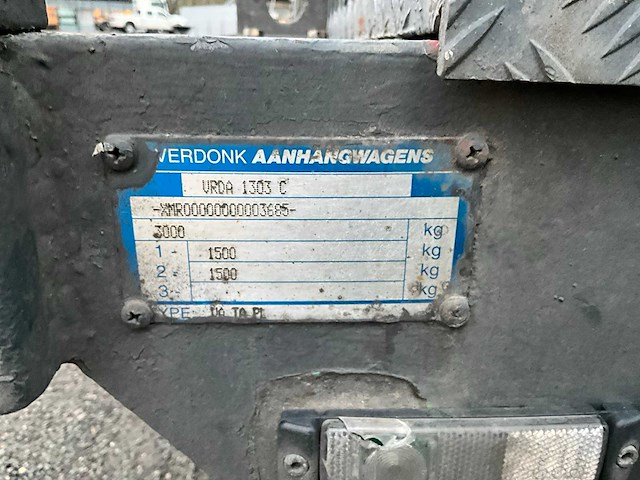 VERDONK AANHANGWAGENS
VRDA 1303 C
-XMR00000000003685-
3000 kg
1 - 1500 kg
2 - 1500 kg
3 - kg
TYPE